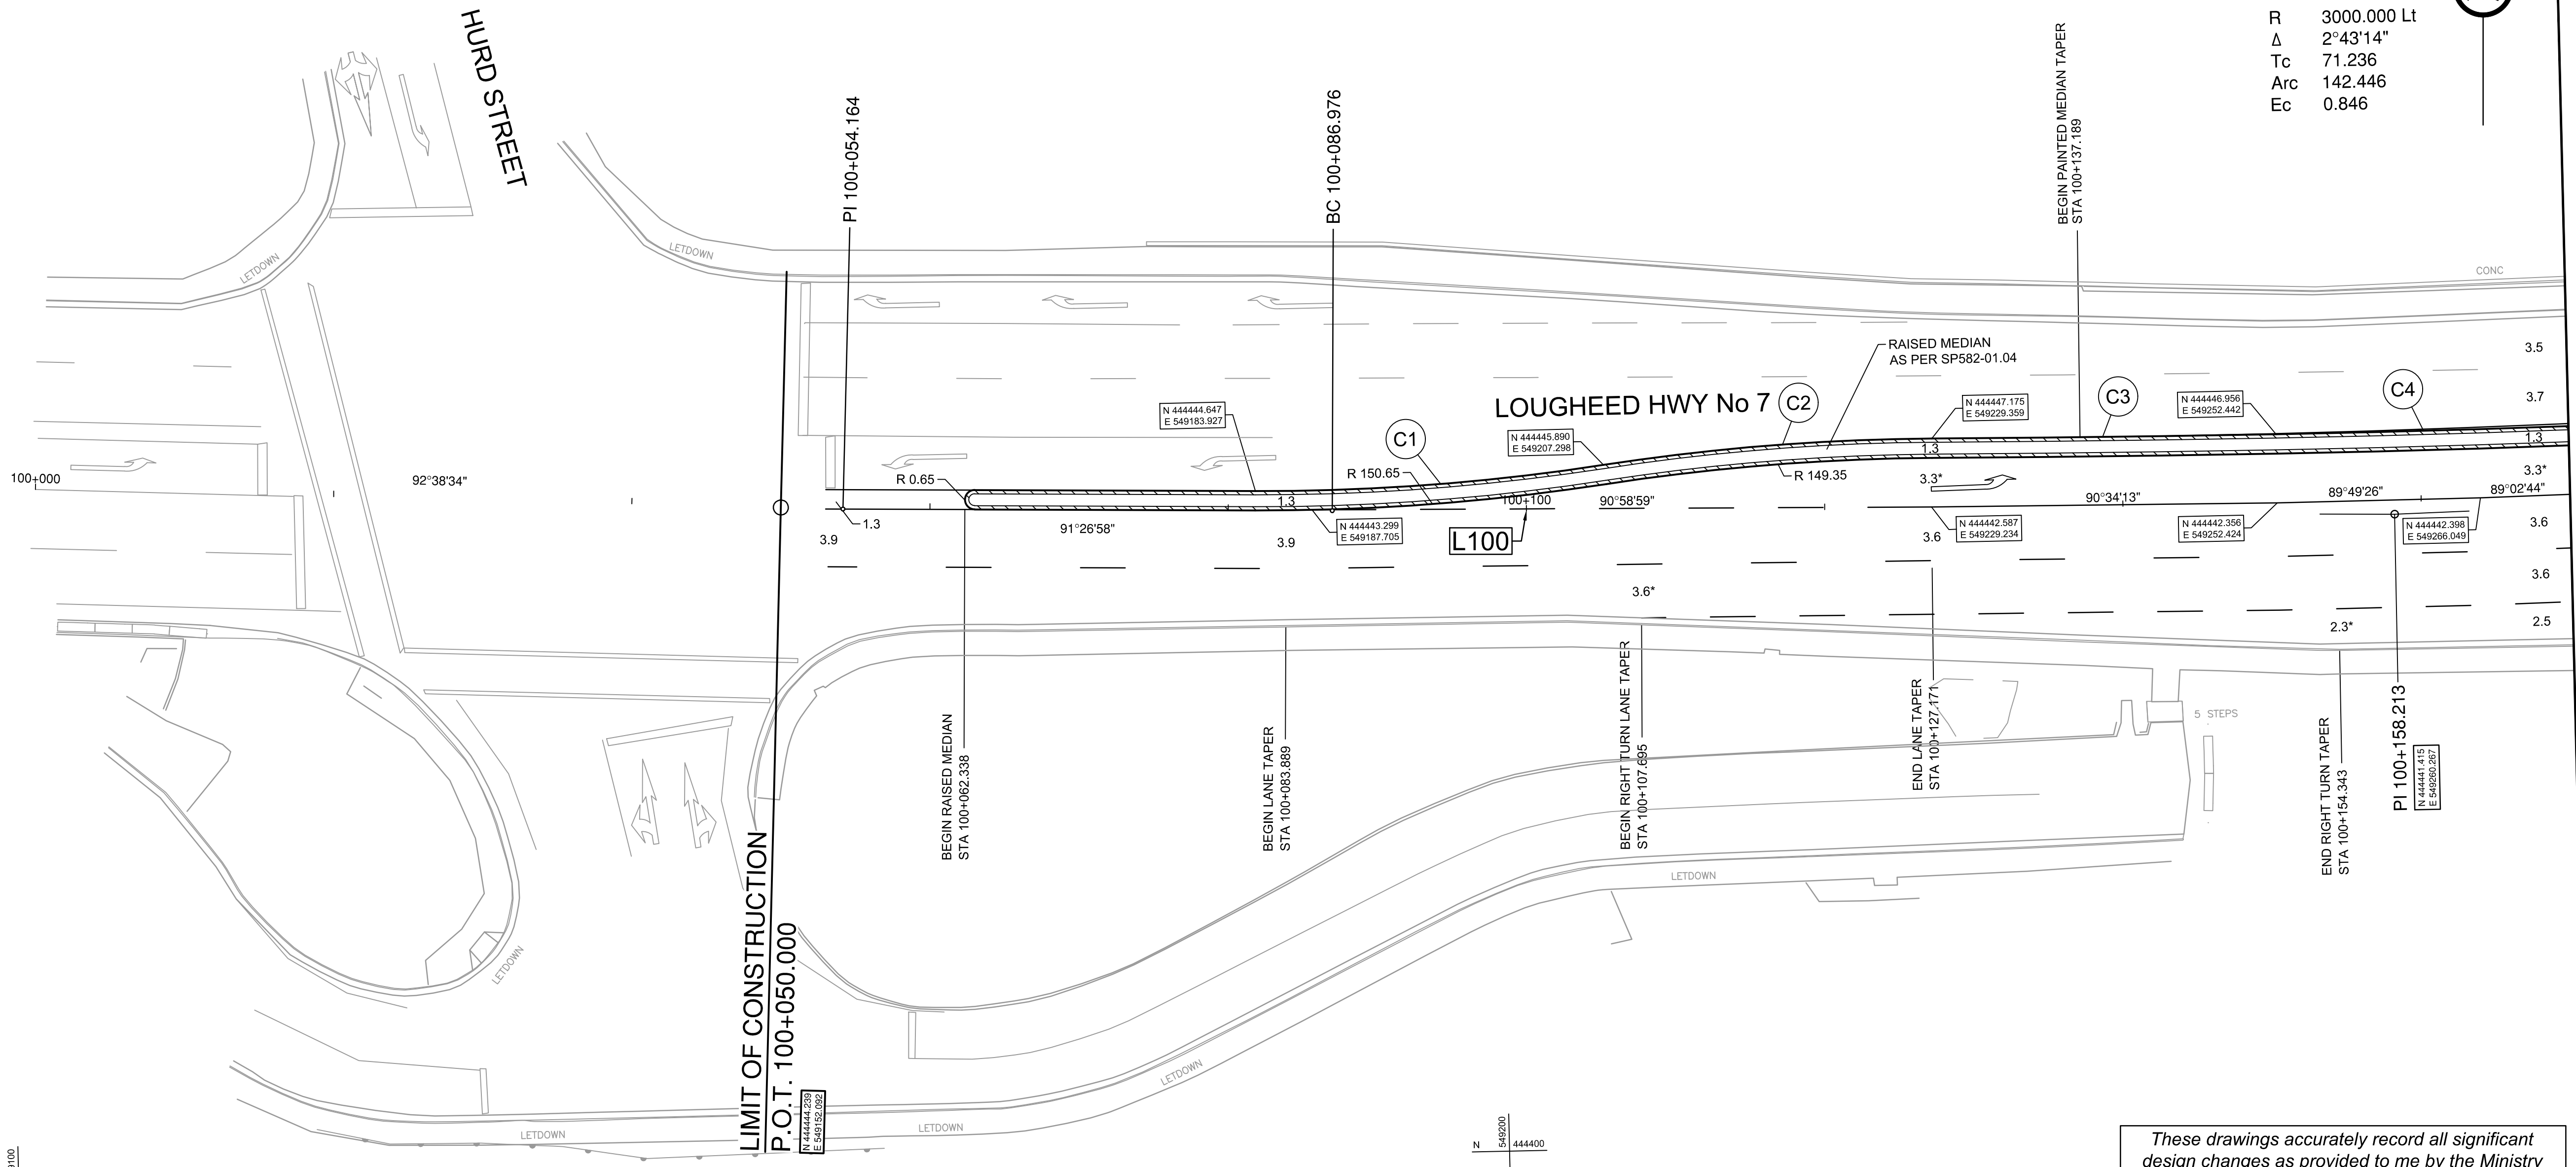 HURD STREET
R 3000.000 Lt
Δ 2°43'14"
Tc 71.236
Arc 142.446
Ec 0.846
PI 100+054.164
BC 100+086.976
BEGIN PAINTED MEDIAN TAPER
STA 100+137.189
LETDOWN
LETDOWN
CONC
RAISED MEDIAN
AS PER SP582-01.04
3.5
3.7
LOUGHEED HWY No 7
C1
C2
C3
C4
N 444444.647
E 549183.927
N 444445.890
E 549207.298
N 444447.175
E 549229.359
N 444446.956
E 549252.442
100+000
92°38'34"
R 0.65
R 150.65
R 149.35
1.3
1.3
1.3
1.3
3.3*
3.3*
100+100
90°58'59"
90°34'13"
89°49'26"
89°02'44"
91°26'58"
3.9
3.9
N 444443.299
E 549187.705
L100
3.6
N 444442.587
E 549229.234
N 444442.356
E 549252.424
N 444442.398
E 549266.049
3.6
3.6
3.6*
2.3*
2.5
BEGIN RAISED MEDIAN
STA 100+062.338
BEGIN LANE TAPER
STA 100+083.889
BEGIN RIGHT TURN LANE TAPER
STA 100+107.695
END LANE TAPER
STA 100+127.171
5 STEPS
END RIGHT TURN TAPER
STA 100+154.343
PI 100+158.213
N 444441.415
E 549260.267
LIMIT OF CONSTRUCTION
P.O.T. 100+050.000
N 444444.239
E 549152.092
LETDOWN
LETDOWN
LETDOWN
LETDOWN
LETDOWN
N
549200
444400
These drawings accurately record all significant
design changes as provided to me by the Ministry